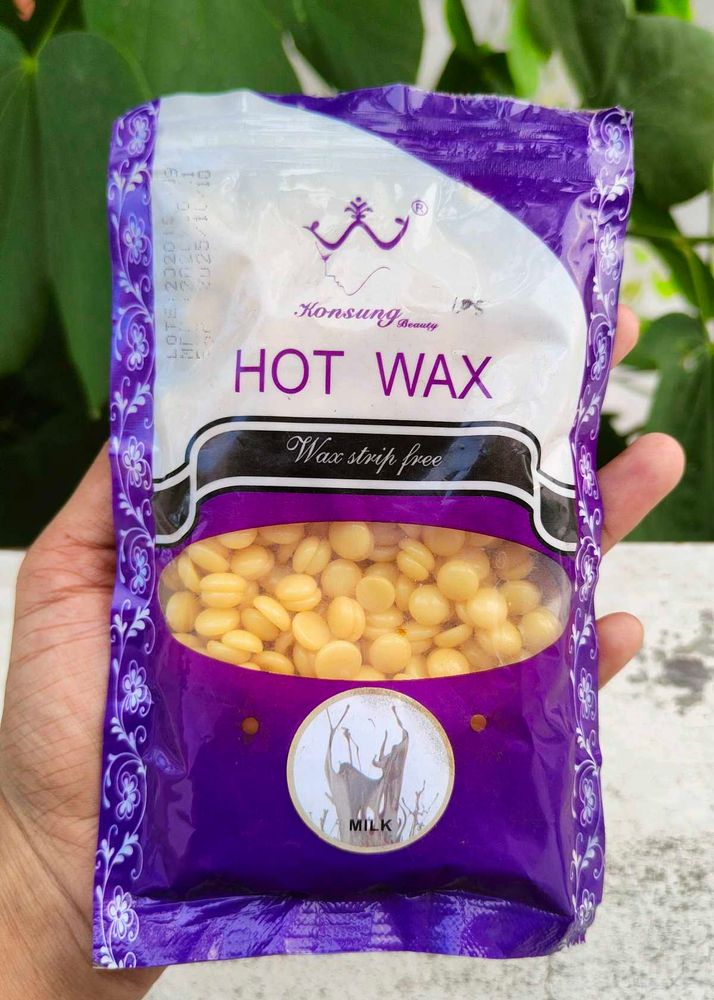 ®
Konsung
Beauty
HOT WAX
Wax strip free
MILK